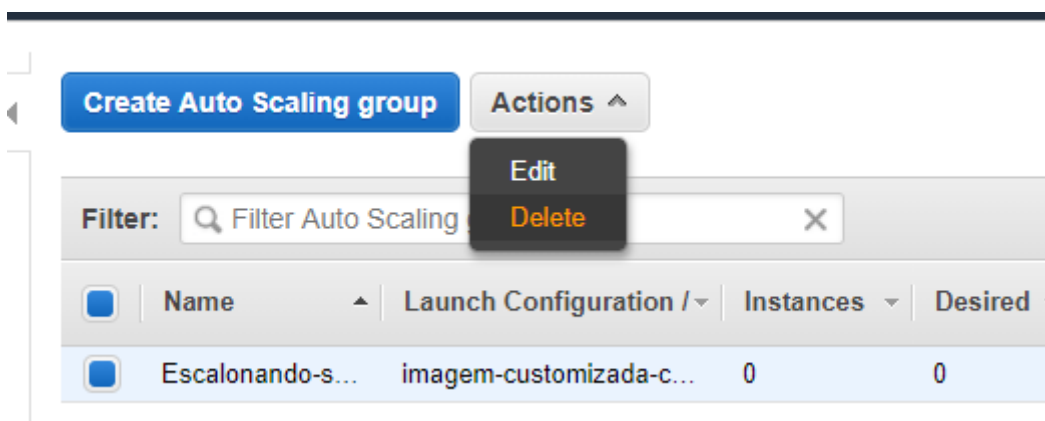 Create Auto Scaling group Actions
Edit
Filter: Filter Auto Scaling Delete
Name Launch Configuration / Instances Desired
Escalonando-s... imagem-customizada-c... 0 0